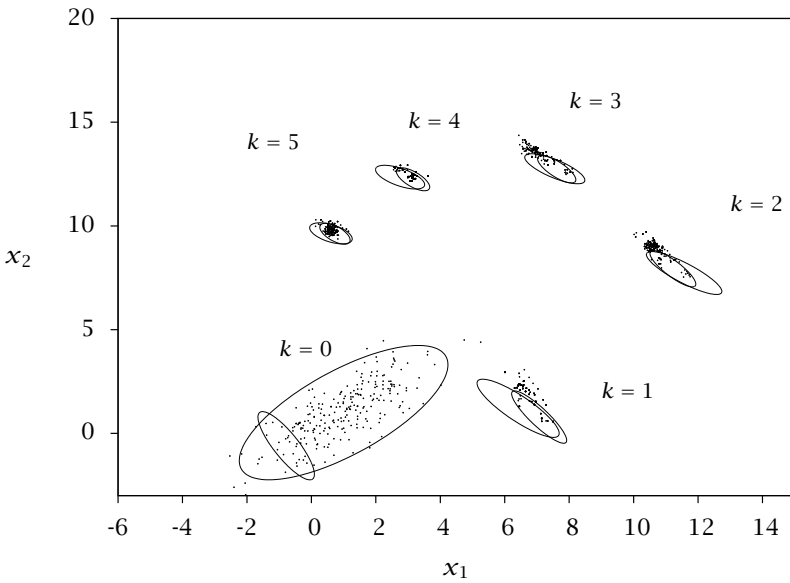 20
k = 3
15
k = 4
k = 5
k = 2
10
x2
5
k = 0
k = 1
0
-6 -4 -2 0 2 4 6 8 10 12 14
x1